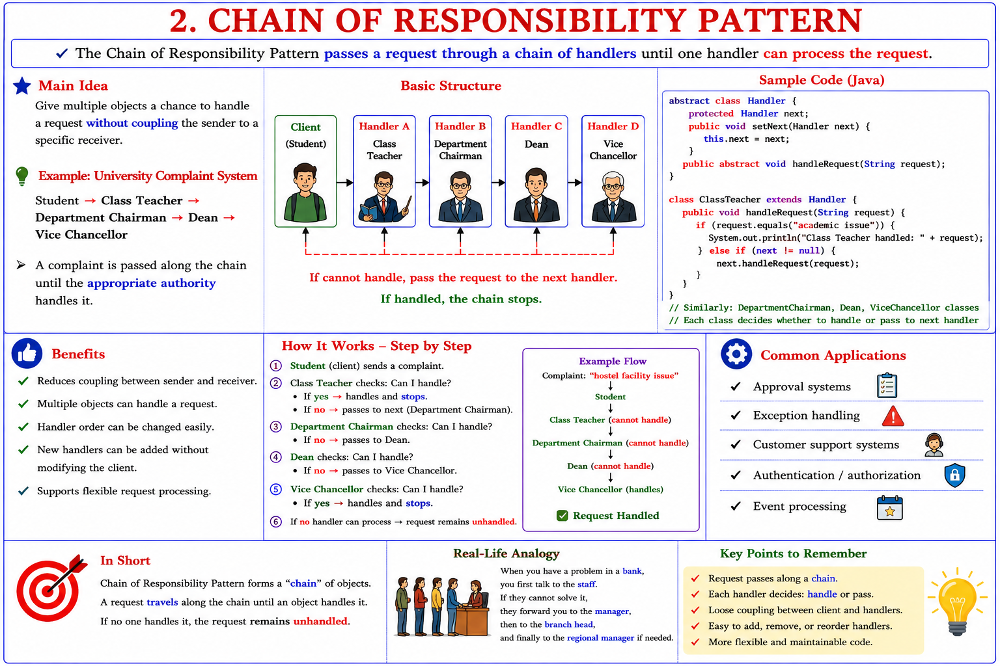 2. CHAIN OF RESPONSIBILITY PATTERN
✓ The Chain of Responsibility Pattern passes a request through a chain of handlers until one handler can process the request.
Main Idea
Give multiple objects a chance to handle
a request without coupling the sender to a
specific receiver.
Example: University Complaint System
Student → Class Teacher →
Department Chairman → Dean →
Vice Chancellor
➢ A complaint is passed along the chain
until the appropriate authority
handles it.
Basic Structure
Client
(Student)
Handler A
Class
Teacher
Handler B
Department
Chairman
Handler C
Dean
Handler D
Vice
Chancellor
If cannot handle, pass the request to the next handler.
If handled, the chain stops.
Sample Code (Java)
abstract class Handler {
protected Handler next;
public void setNext(Handler next) {
this.next = next;
}
public abstract void handleRequest(String request);
}
class ClassTeacher extends Handler {
public void handleRequest(String request) {
if (request.equals("academic issue")) {
System.out.println("Class Teacher handled: " + request);
} else if (next != null) {
next.handleRequest(request);
}
}
}
// Similarly: DepartmentChairman, Dean, ViceChancellor classes
// Each class decides whether to handle or pass to next handler
Benefits
✓ Reduces coupling between sender and receiver.
✓ Multiple objects can handle a request.
✓ Handler order can be changed easily.
✓ New handlers can be added without
modifying the client.
✓ Supports flexible request processing.
How It Works – Step by Step
1 Student (client) sends a complaint.
2 Class Teacher checks: Can I handle?
• If yes → handles and stops.
• If no → passes to next (Department Chairman).
3 Department Chairman checks: Can I handle?
• If no → passes to Dean.
4 Dean checks: Can I handle?
• If no → passes to Vice Chancellor.
5 Vice Chancellor checks: Can I handle?
• If yes → handles and stops.
6 If no handler can process → request remains unhandled.
Example Flow
Complaint: “hostel facility issue”
Stodent
Class Teacher (cannot handle)
Department Chairman (cannot handle)
Dean (cannot handle)
Vice Chancellor (handles)
✓ Request Handled
Common Applications
✓ Approval systems
✓ Exception handling
✓ Customer support systems
✓ Authentication / authorization
✓ Event processing
In Short
Chain of Responsibility Pattern forms a “chain” of objects.
A request travels along the chain until an object handles it.
If no one handles it, the request remains unhandled.
Real-Life Analogy
When you have a problem in a bank,
you first talk to the staff.
If they cannot solve it,
they forward you to the manager,
then to the branch head,
and finally to the regional manager if needed.
Key Points to Remember
✓ Request passes along a chain.
✓ Each handler decides: handle or pass.
✓ Loose coupling between client and handlers.
✓ Easy to add, remove, or reorder handlers.
✓ More flexible and maintainable code.